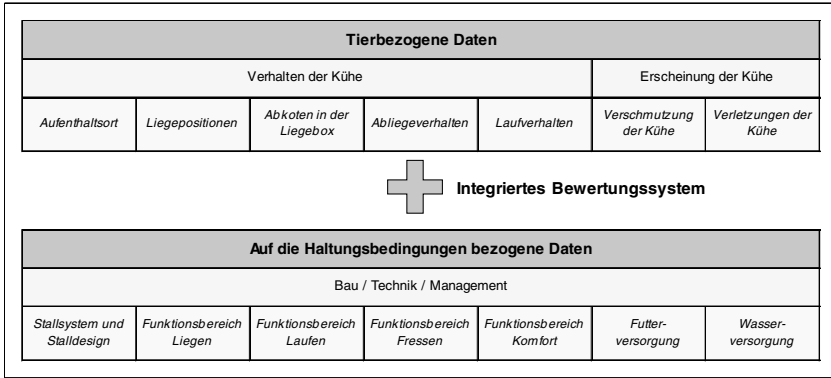 Tierbezogene Daten
Verhalten der Kühe
Erscheinung der Kühe
Aufenthaltsort
Liegepositionen
Abkoten in der
Liegebox
Abliegeverhalten
Laufverhalten
Verschmutzung
der Kühe
Verletzungen der
Kühe
Integriertes Bewertungssystem
Auf die Haltungsbedingungen bezogene Daten
Bau / Technik / Management
Stallsystem und
Stalldesign
Funktionsbereich
Liegen
Funktionsbereich
Laufen
Funktionsbereich
Fressen
Funktionsbereich
Komfort
Futter-
versorgung
Wasser-
versorgung